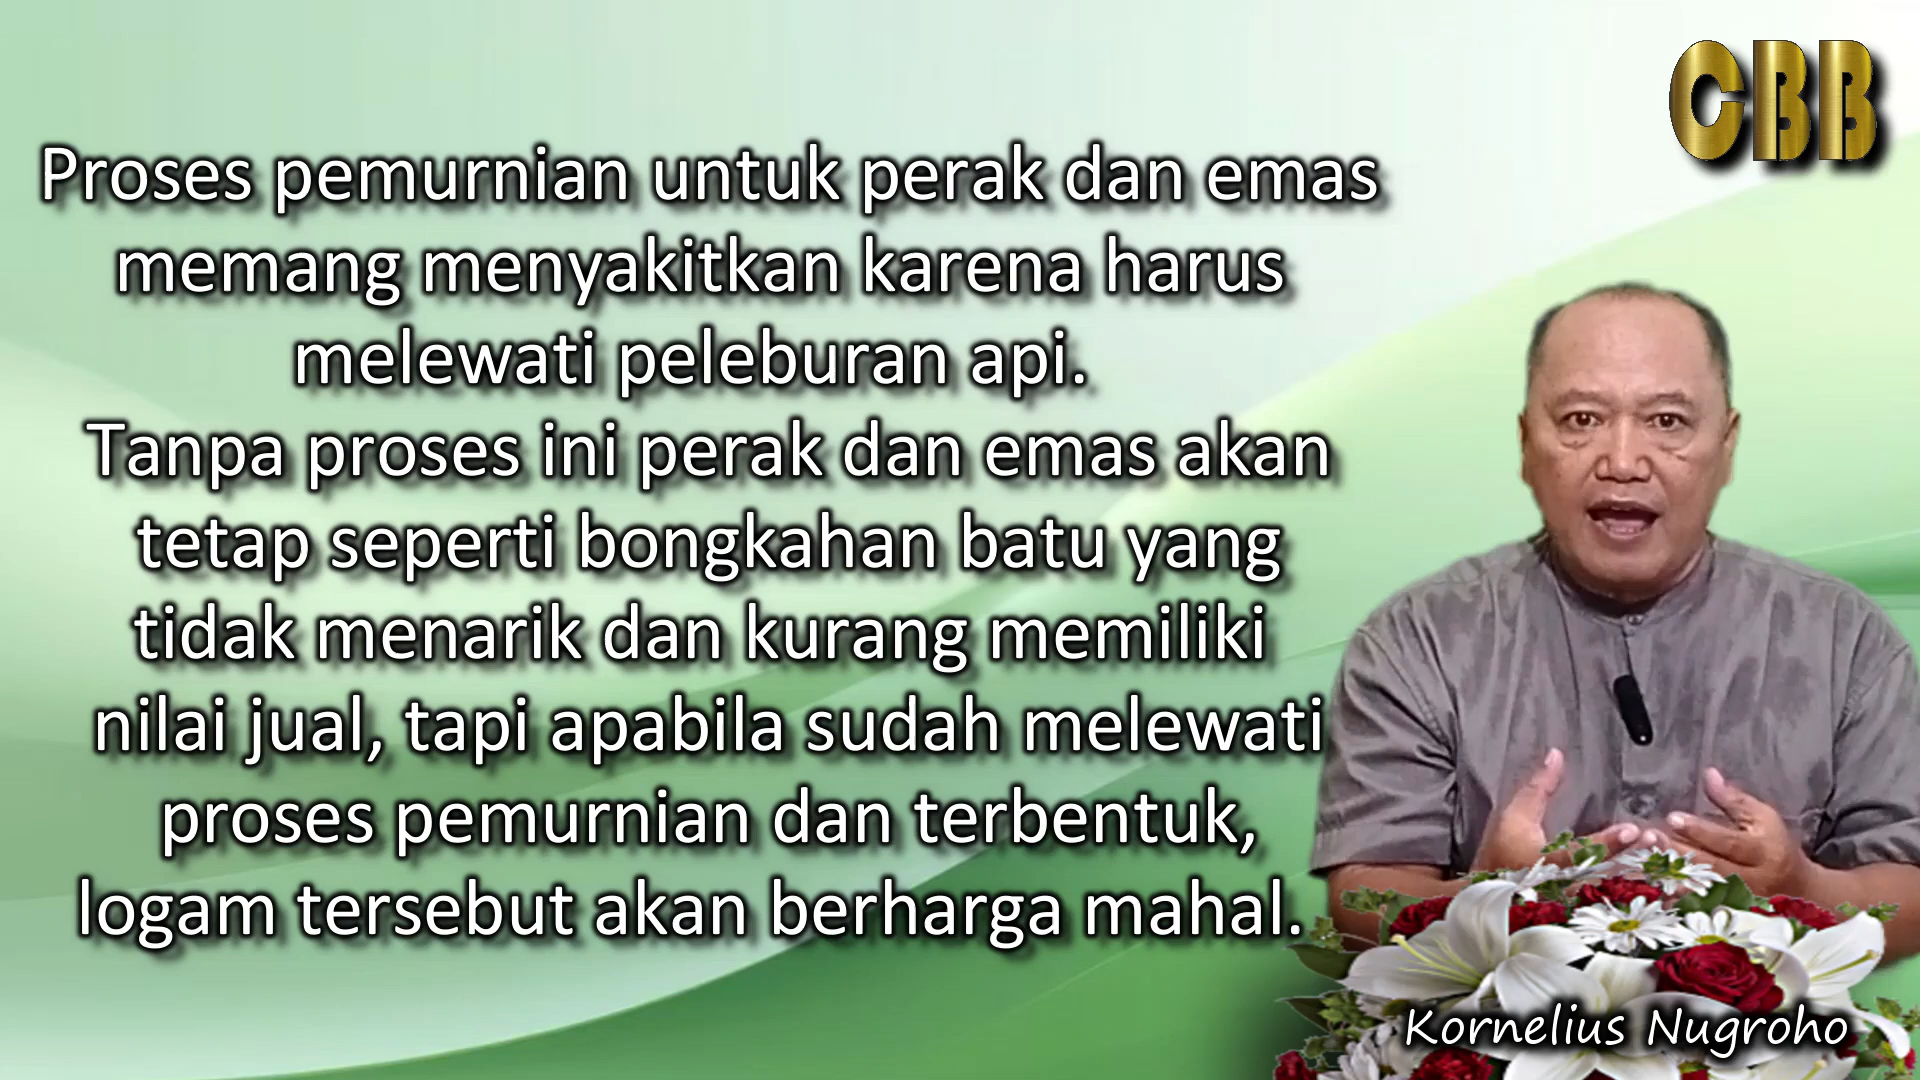 CBB
Proses pemurnian untuk perak dan emas
memang menyakitkan karena harus
melewati peleburan api.
Tanpa proses ini perak dan emas akan
tetap seperti bongkahan batu yang
tidak menarik dan kurang memiliki
nilai jual, tapi apabila sudah melewati
proses pemurnian dan terbentuk,
logam tersebut akan berharga mahal.
Kornelius Nugroho